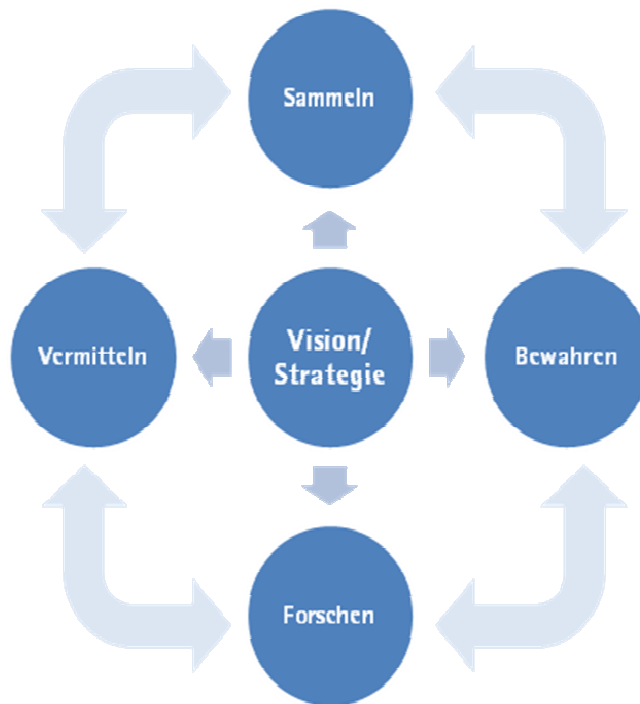 Sammeln
Vermitteln
Vision/
Strategie
Bewahren
Forschen